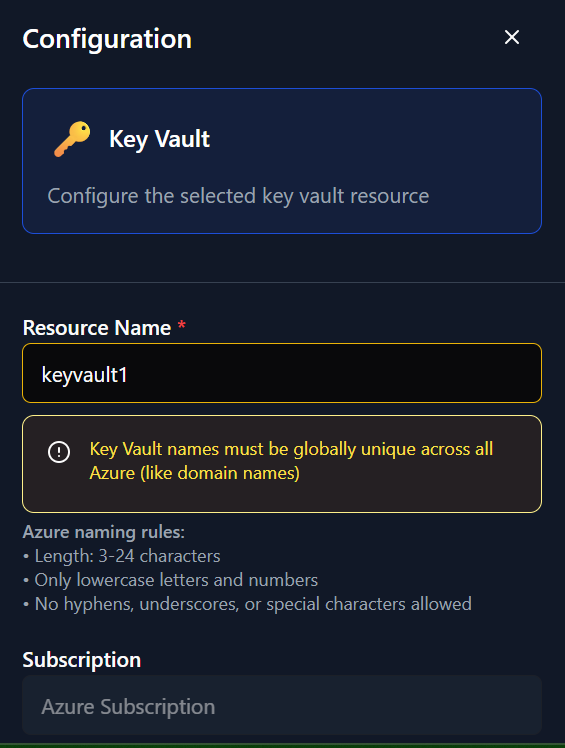 Configuration
Key Vault
Configure the selected key vault resource
Resource Name *
keyvault1
Key Vault names must be globally unique across all
Azure (like domain names)
Azure naming rules:
• Length: 3-24 characters
• Only lowercase letters and numbers
• No hyphens, underscores, or special characters allowed
Subscription
Azure Subscription